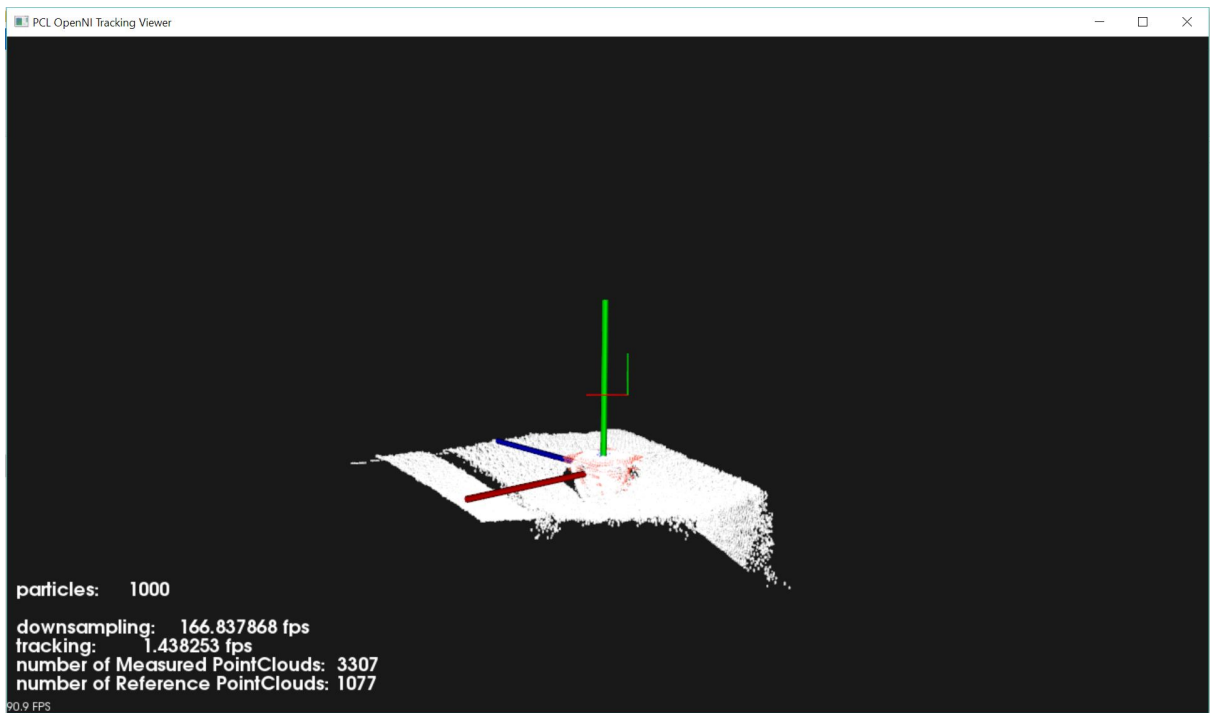 PCL OpenNI Tracking Viewer
particles: 1000
downsampling: 166.837868 fps
tracking: 1.438253 fps
number of Measured PointClouds: 3307
number of Reference PointClouds: 1077
90.9 FPS